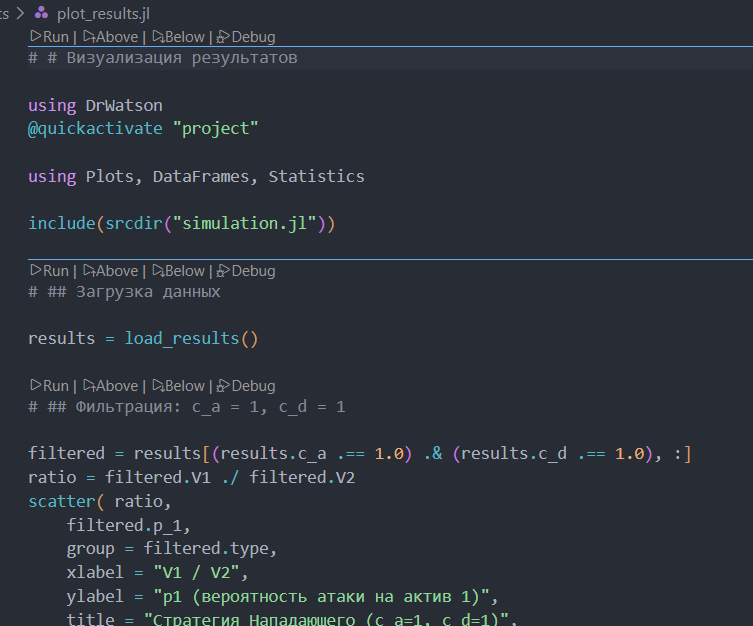 ts > plot_results.jl
Run | Above | Below | Debug
# # Визуализация результатов
using DrWatson
@quickactivate "project"
using Plots, DataFrames, Statistics
include(srcdir("simulation.jl"))
Run | Above | Below | Debug
# ## Загрузка данных
results = load_results()
Run | Above | Below | Debug
# ## Фильтрация: c_a = 1, c_d = 1
filtered = results[(results.c_a .== 1.0) .& (results.c_d .== 1.0), :]
ratio = filtered.V1 ./ filtered.V2
scatter( ratio,
filtered.p_1,
group = filtered.type,
xlabel = "V1 / V2",
ylabel = "p1 (вероятность атаки на актив 1)",
title = "Стратегия Нападающего (c_a=1, c_d=1)",